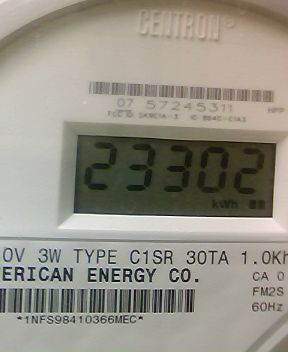 CENTRON
07 57245311
23302
kWh
0V 3W TYPE C1SR 30TA 1.0Kh
ERICAN ENERGY CO.
CA 0
FM2S
60Hz
*1NFS98410366MEC*